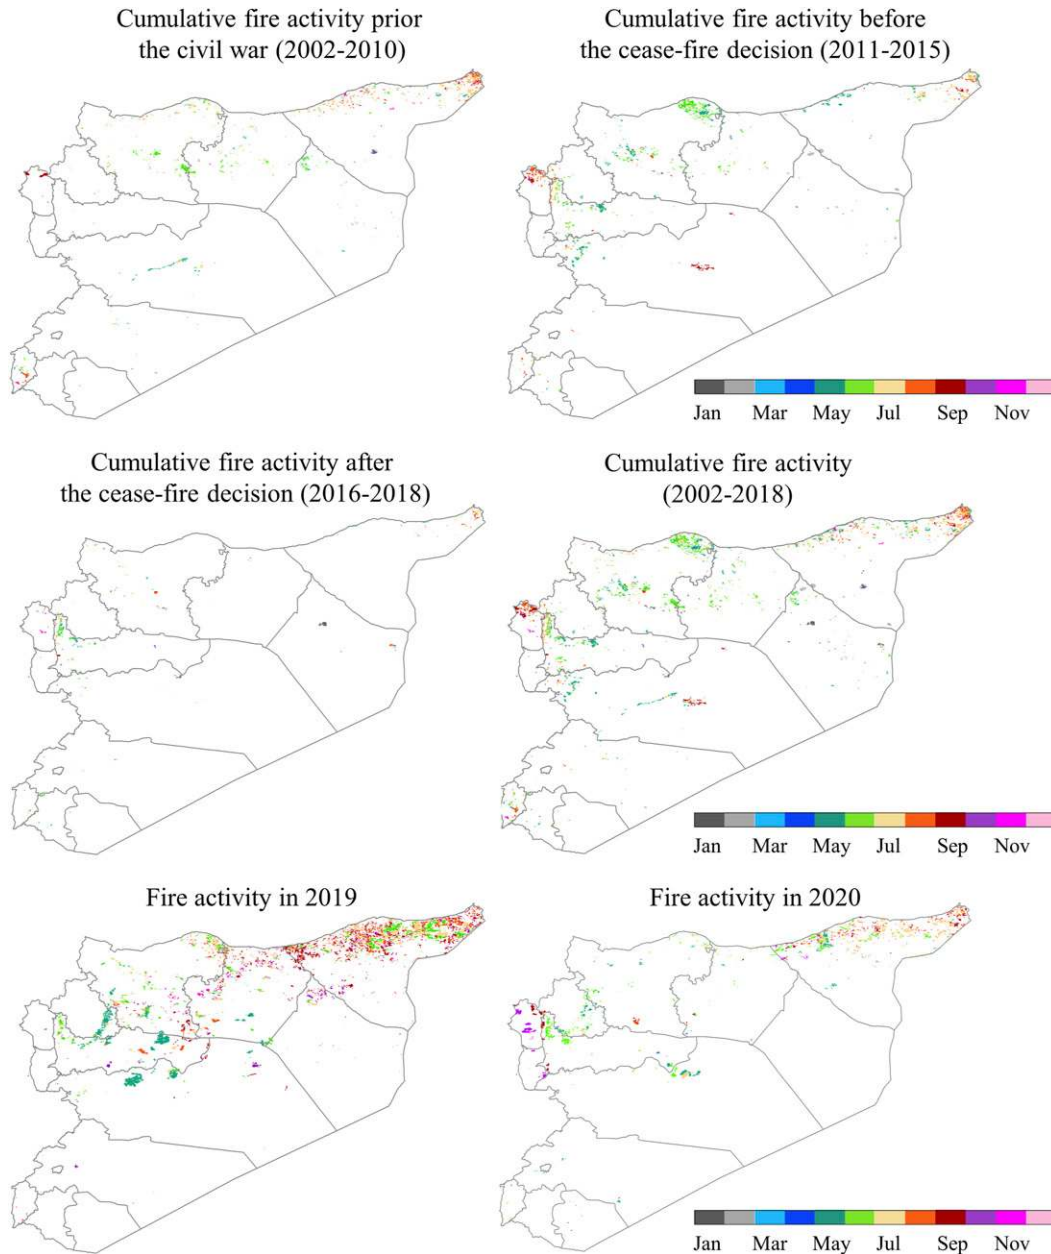 Cumulative fire activity prior
the civil war (2002-2010)
Cumulative fire activity before
the cease-fire decision (2011-2015)
Jan Mar May Jul Sep Nov
Cumulative fire activity after
the cease-fire decision (2016-2018)
Cumulative fire activity
(2002-2018)
Jan Mar May Jul Sep Nov
Fire activity in 2019
Fire activity in 2020
Jan Mar May Jul Sep Nov